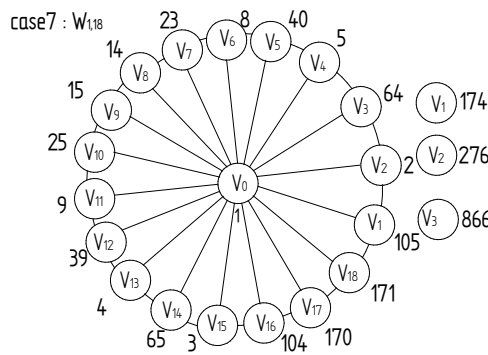 case7 : W1,18
23
8
40
14
V7
V6
V5
5
V8
V4
15
64
V9
V3
V1 174
25
V10
V2
2
V2 276
V0
9
V11
1
V1
105
V3 866
39
V12
V18
171
4
V13
V14
V15
V16
V17
170
65
3
104